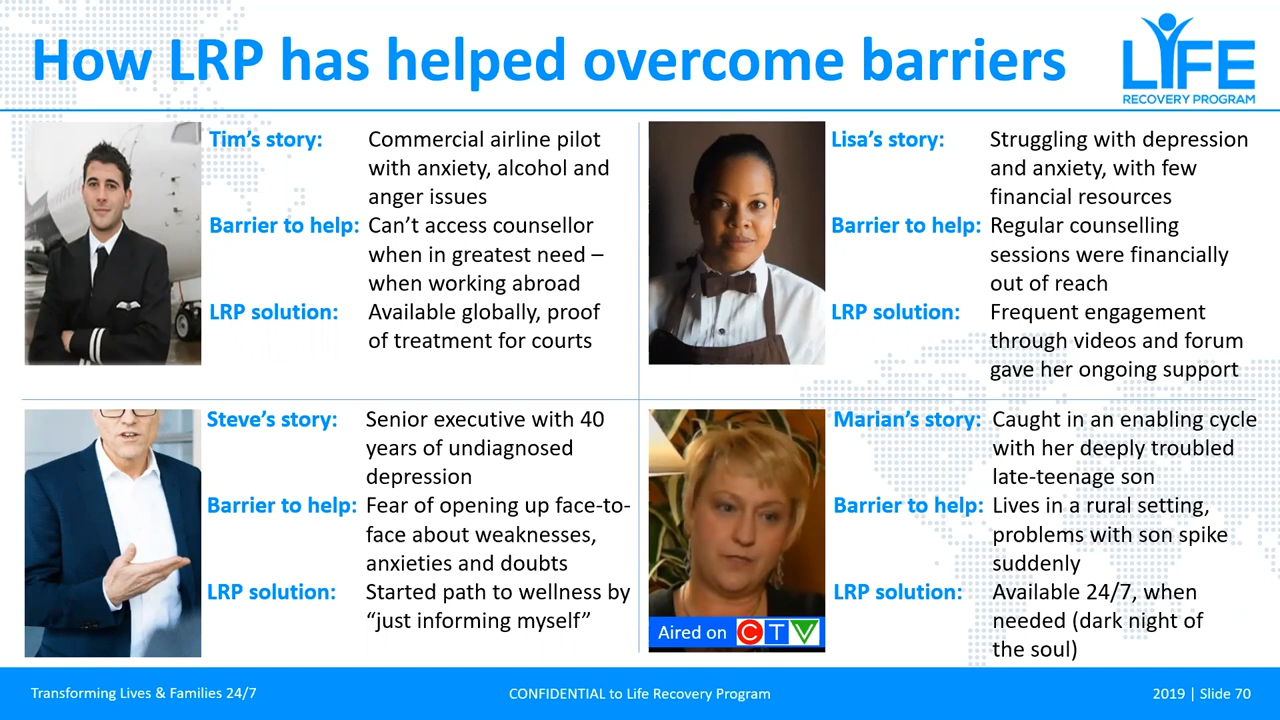 How LRP has helped overcome barriers
LIFE
RECOVERY PROGRAM
Tim's story: Commercial airline pilot
with anxiety, alcohol and
anger issues
Barrier to help: Can't access counsellor
when in greatest need –
when working abroad
LRP solution: Available globally, proof
of treatment for courts
Lisa's story: Struggling with depression
and anxiety, with few
financial resources
Barrier to help: Regular counselling
sessions were financially
out of reach
LRP solution: Frequent engagement
through videos and forum
gave her ongoing support
Steve's story: Senior executive with 40
years of undiagnosed
depression
Barrier to help: Fear of opening up face-to-
face about weaknesses,
anxieties and doubts
LRP solution: Started path to wellness by
“just informing myself”
Marian's story: Caught in an enabling cycle
with her deeply troubled
late-teenage son
Barrier to help: Lives in a rural setting,
problems with son spike
suddenly
LRP solution: Available 24/7, when
needed (dark night of
the soul)
Aired on CTV
Transforming Lives & Families 24/7
CONFIDENTIAL to Life Recovery Program
2019 | Slide 70